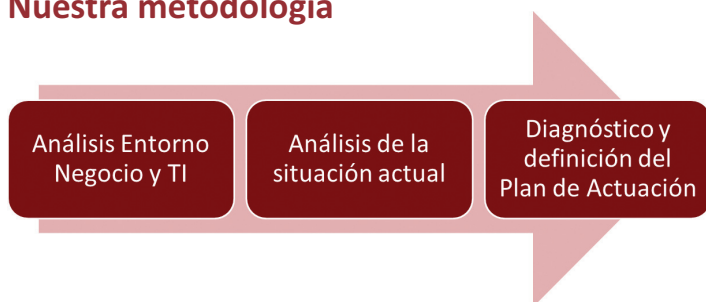 Nuestra metodología
Análisis Entorno
Negocio y TI
Análisis de la
situación actual
Diagnóstico y
definición del
Plan de Actuación